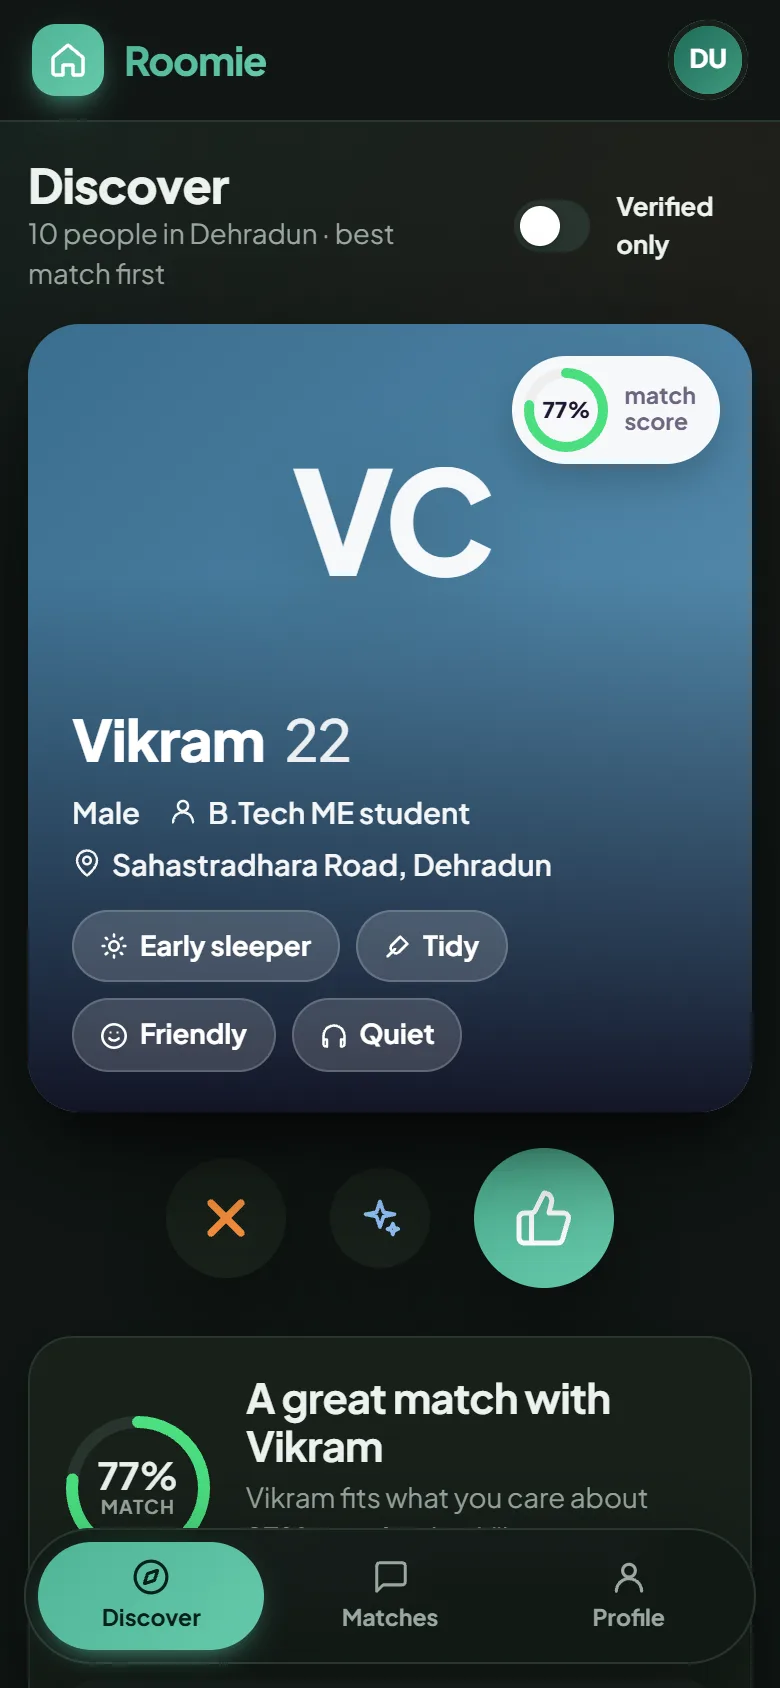 Roomie
DU
Discover
10 people in Dehradun · best
match first
Verified
only
77%
match
score
VC
Vikram 22
Male B.Tech ME student
Sahastradhara Road, Dehradun
Early sleeper
Tidy
Friendly
Quiet
A great match with
Vikram
77%
MATCH
Vikram fits what you care about
Discover
Matches
Profile